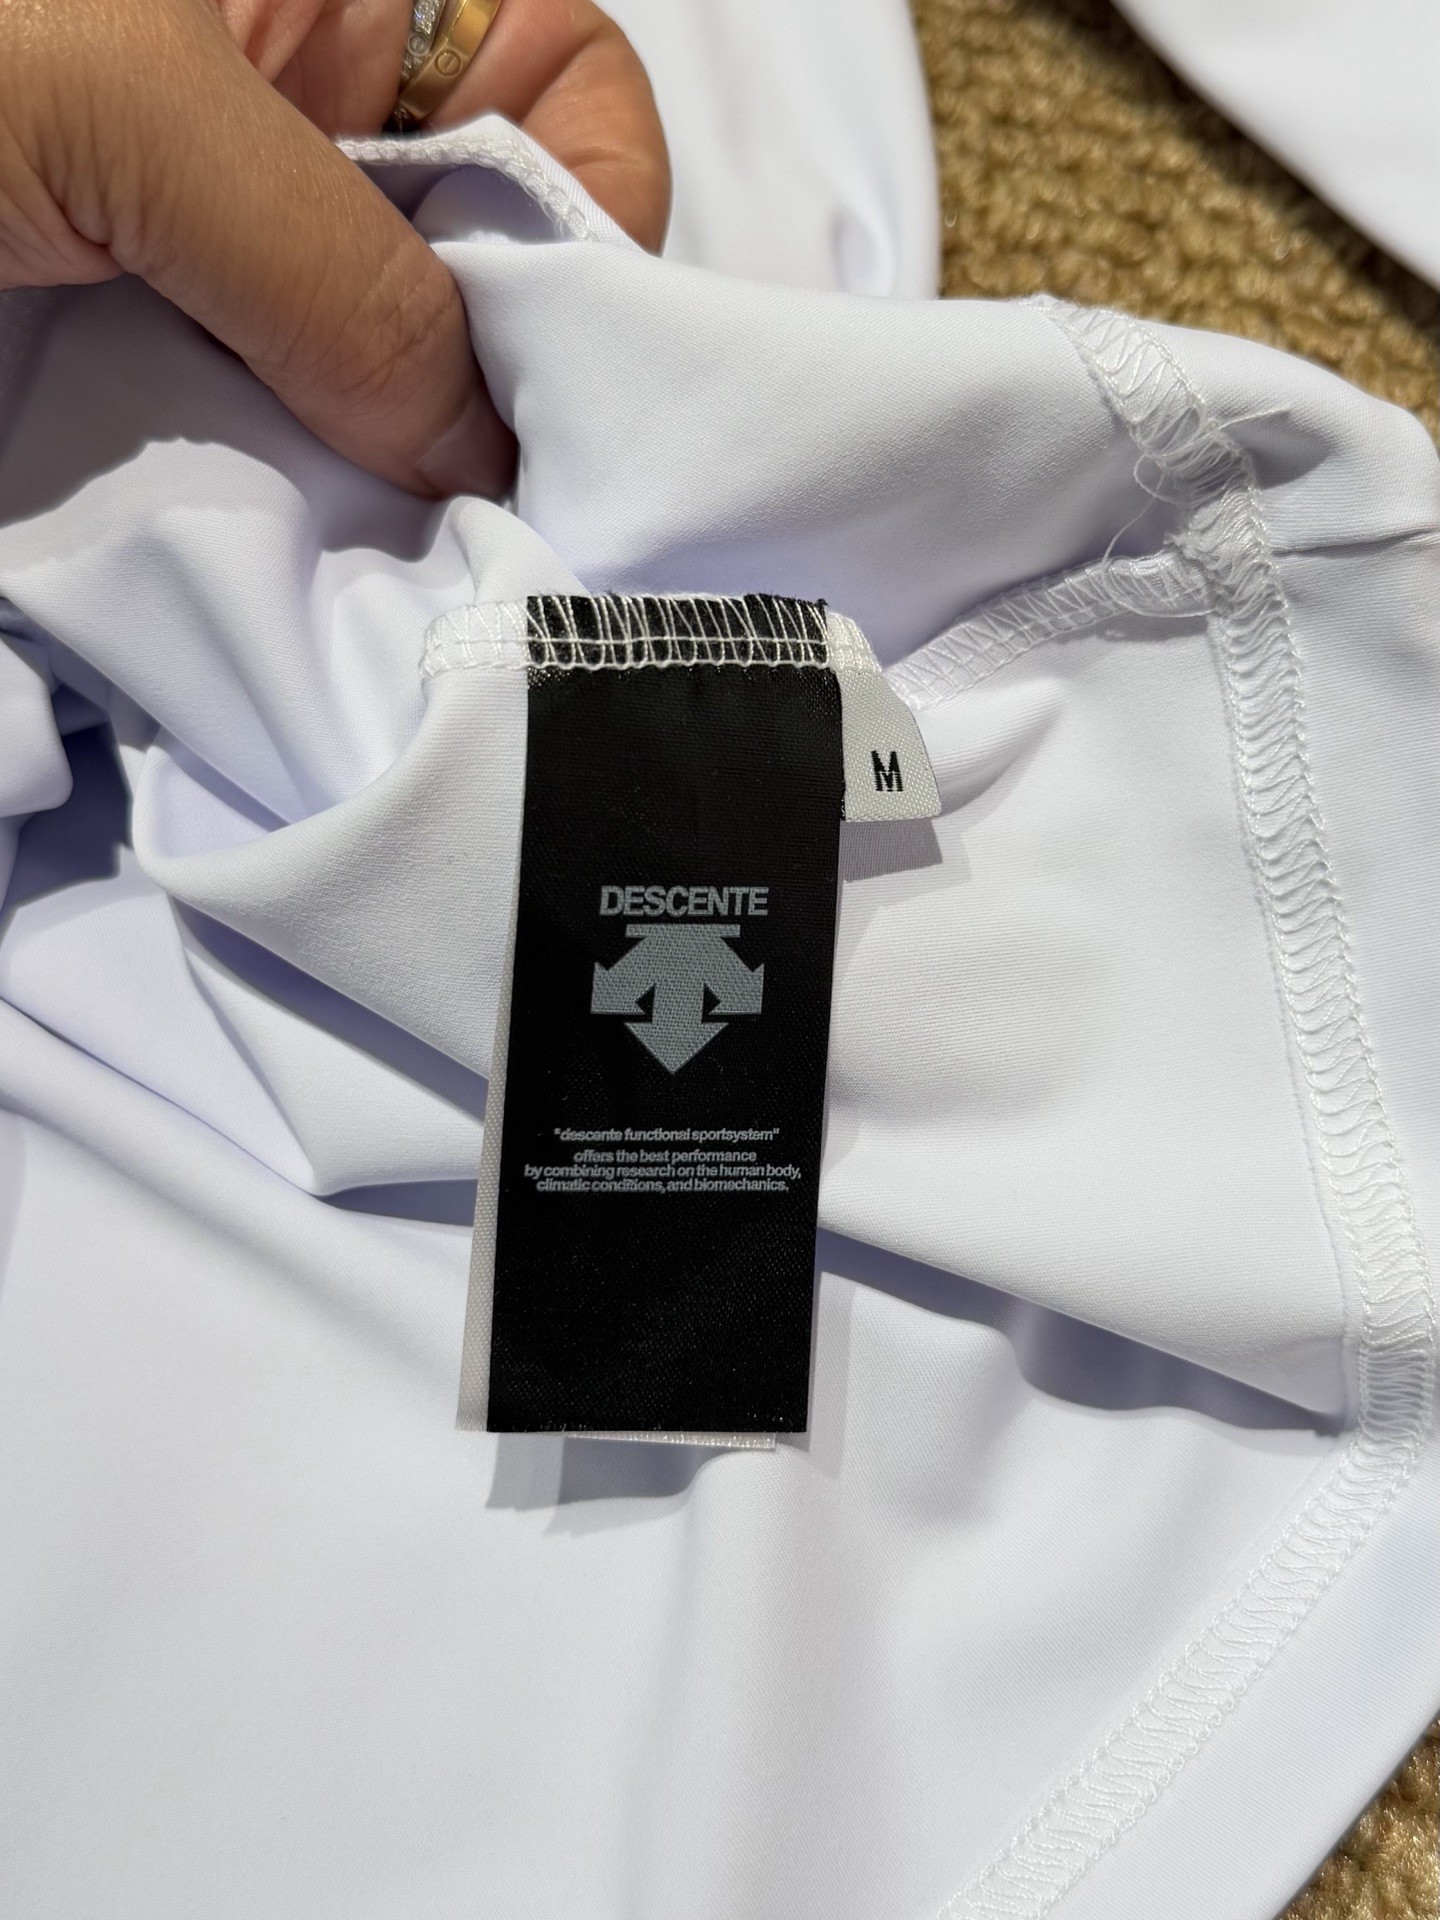 M
DESCENTE
"descente functional sportsystem"
offers the best performance
by combining research on the human body,
climatic conditions, and biomechanics.